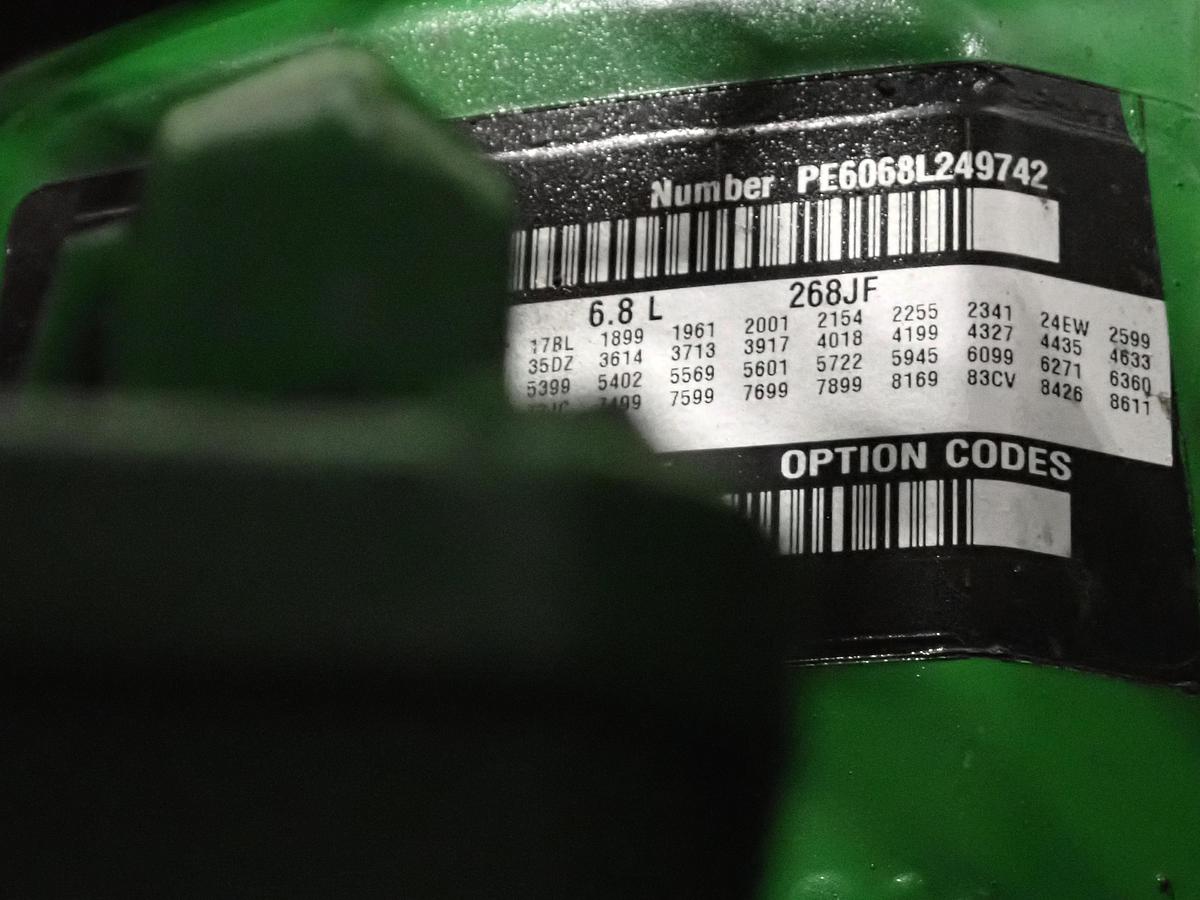 Number PE6068L249742
6.8 L 268JF
17BL 1899 1961 2001 2154 2255 2341 24EW 2599
35DZ 3614 3713 3917 4018 4199 4327 4435 4633
5399 5402 5569 5601 5722 5945 6099 6271 6360
7499 7599 7699 7899 8169 83CV 8426 8611
OPTION CODES